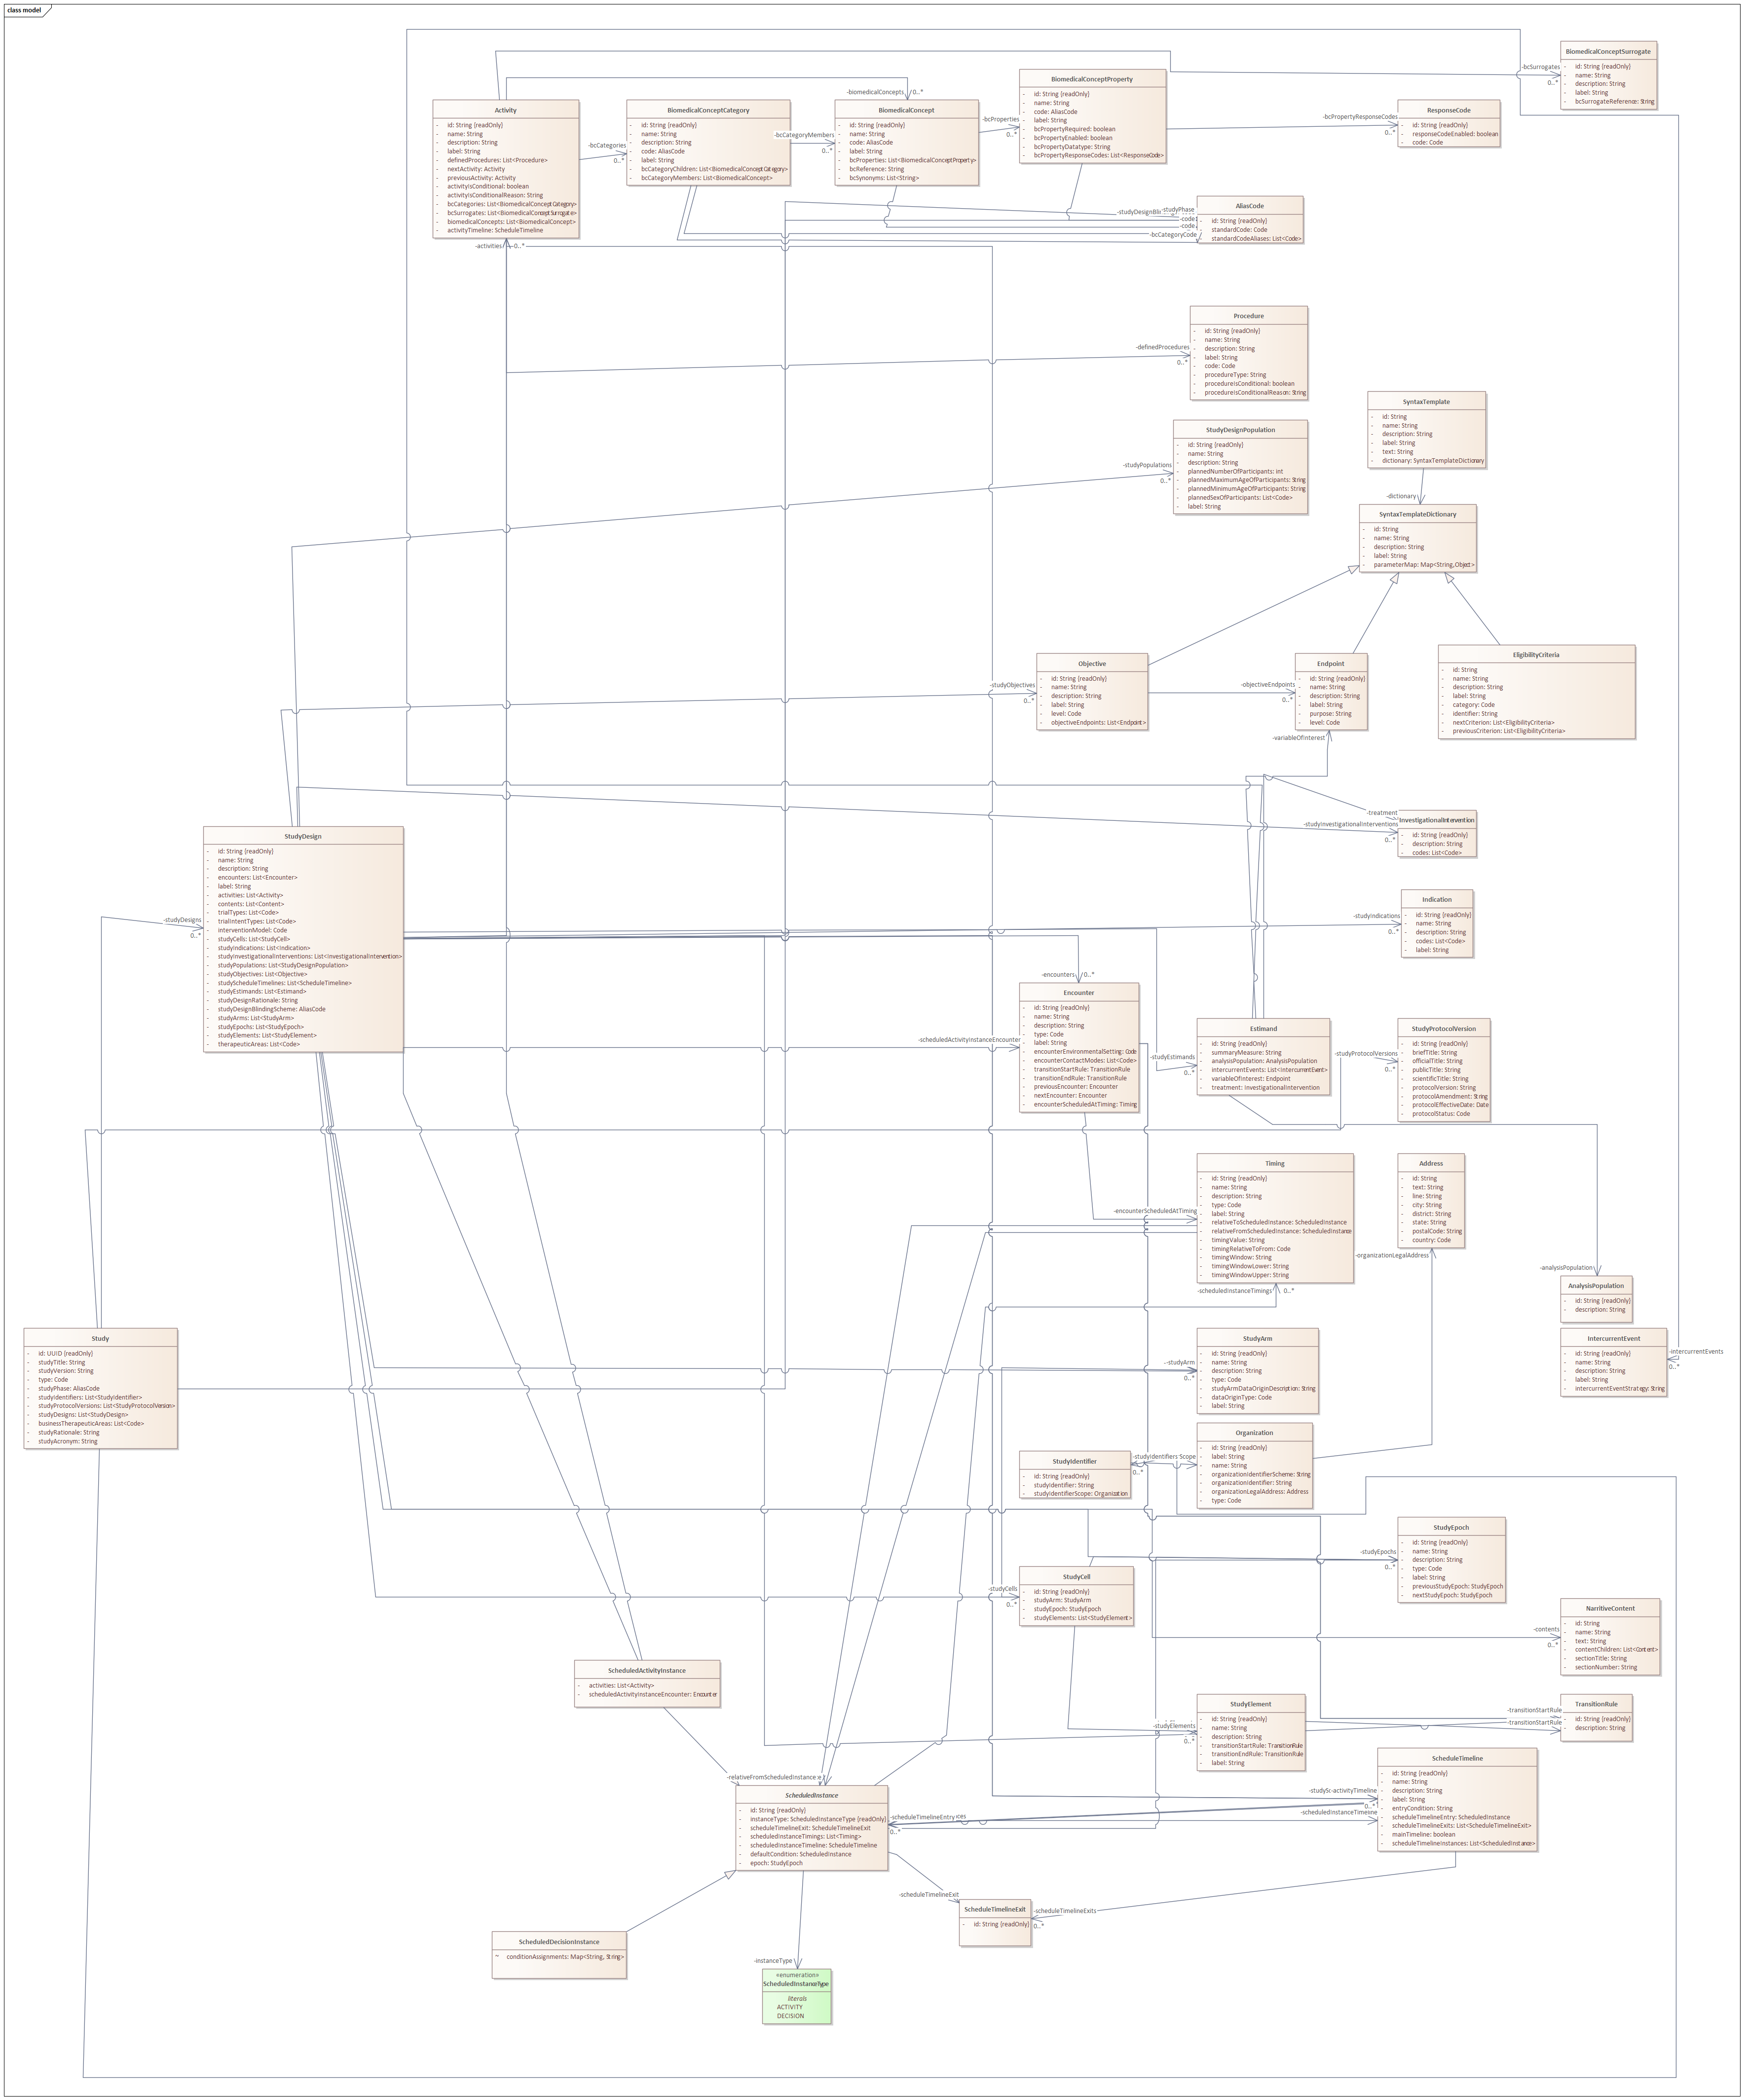 class model
BiomedicalConceptSurrogate
- id: String {readOnly}
- name: String
- description: String
- label: String
- bcSurrogateReference: String
-bcSurrogates
0..*
BiomedicalConceptProperty
- id: String {readOnly}
- name: String
- code: AliasCode
- label: String
- bcPropertyRequired: boolean
- bcPropertyEnabled: boolean
- bcPropertyDatatype: String
- bcPropertyResponseCodes: List<ResponseCode>
-bcProperties
0..*
Activity
- id: String {readOnly}
- name: String
- description: String
- label: String
- definedProcedures: List<Procedure>
- nextActivity: Activity
- previousActivity: Activity
- activityIsConditional: boolean
- activityIsConditionalReason: String
- bcCategories: List<BiomedicalConceptCategory>
- bcSurrogates: List<BiomedicalConceptSurrogate>
- biomedicalConcepts: List<BiomedicalConcept>
- activityTimeline: ScheduleTimeline
-bcCategories
0..*
BiomedicalConceptCategory
- id: String {readOnly}
- name: String
- description: String
- code: AliasCode
- label: String
- bcCategoryChildren: List<BiomedicalConceptCategory>
- bcCategoryMembers: List<BiomedicalConcept>
-bcCategoryMembers
0..*
-biomedicalConcepts
0..*
BiomedicalConcept
- id: String {readOnly}
- name: String
- code: AliasCode
- label: String
- bcProperties: List<BiomedicalConceptProperty>
- bcReference: String
- bcSynonyms: List<String>
-bcPropertyResponseCodes
0..*
ResponseCode
- id: String {readOnly}
- responseCodeEnabled: boolean
- code: Code
-studyPhase
-code
-code
-bcCategoryCode
AliasCode
- id: String {readOnly}
- standardCode: Code
- standardCodeAliases: List<Code>
-activities
0..*
-definedProcedures
0..*
Procedure
- id: String {readOnly}
- name: String
- description: String
- label: String
- code: Code
- procedureType: String
- procedureIsConditional: boolean
- procedureIsConditionalReason: String
-studyPopulations
0..*
StudyDesignPopulation
- id: String {readOnly}
- name: String
- description: String
- plannedNumberOfParticipants: int
- plannedMaximumAgeOfParticipants: String
- plannedMinimumAgeOfParticipants: String
- plannedSexOfParticipants: List<Code>
- label: String
SyntaxTemplate
- id: String
- name: String
- description: String
- label: String
- text: String
- dictionary: SyntaxTemplateDictionary
-dictionary
SyntaxTemplateDictionary
- id: String
- name: String
- description: String
- label: String
- parameterMap: Map<String,Object>
-studyObjectives
0..*
Objective
- id: String {readOnly}
- name: String
- description: String
- label: String
- level: Code
- objectiveEndpoints: List<Endpoint>
-objectiveEndpoints
0..*
Endpoint
- id: String {readOnly}
- name: String
- description: String
- label: String
- purpose: String
- level: Code
-variableOfInterest
EligibilityCriteria
- id: String
- name: String
- description: String
- label: String
- category: Code
- identifier: String
- nextCriterion: List<EligibilityCriteria>
- previousCriterion: List<EligibilityCriteria>
-treatment
-studyInvestigationalInterventions
0..*
InvestigationalIntervention
- id: String {readOnly}
- description: String
- codes: List<Code>
-studyDesigns
0..*
StudyDesign
- id: String {readOnly}
- name: String
- description: String
- encounters: List<Encounter>
- label: String
- activities: List<Activity>
- contents: List<Content>
- trialTypes: List<Code>
- trialIntentTypes: List<Code>
- interventionModel: Code
- studyCells: List<StudyCell>
- studyIndications: List<Indication>
- studyInvestigationalInterventions: List<InvestigationalIntervention>
- studyPopulations: List<StudyDesignPopulation>
- studyObjectives: List<Objective>
- studyScheduleTimelines: List<ScheduleTimeline>
- studyEstimands: List<Estimand>
- studyDesignRationale: String
- studyDesignBlindingScheme: AliasCode
- studyArms: List<StudyArm>
- studyEpochs: List<StudyEpoch>
- studyElements: List<StudyElement>
- therapeuticAreas: List<Code>
-studyIndications
0..*
Indication
- id: String {readOnly}
- name: String
- description: String
- codes: List<Code>
- label: String
-encounters
0..*
Encounter
- id: String {readOnly}
- name: String
- description: String
- type: Code
- label: String
- encounterEnvironmentalSetting: Code
- encounterContactModes: List<Code>
- transitionStartRule: TransitionRule
- transitionEndRule: TransitionRule
- previousEncounter: Encounter
- nextEncounter: Encounter
- encounterScheduledAtTiming: Timing
-scheduledActivityInstanceEncounter
-studyEstimands
0..*
Estimand
- id: String {readOnly}
- summaryMeasure: String
- analysisPopulation: AnalysisPopulation
- intercurrentEvents: List<IntercurrentEvent>
- variableOfInterest: Endpoint
- treatment: InvestigationalIntervention
-studyProtocolVersions
0..*
StudyProtocolVersion
- id: String {readOnly}
- briefTitle: String
- officialTitle: String
- publicTitle: String
- scientificTitle: String
- protocolVersion: String
- protocolAmendment: String
- protocolEffectiveDate: Date
- protocolStatus: Code
-encounterScheduledAtTiming
Timing
- id: String {readOnly}
- name: String
- description: String
- type: Code
- label: String
- relativeToScheduledInstance: ScheduledInstance
- relativeFromScheduledInstance: ScheduledInstance
- timingValue: String
- timingRelativeToFrom: Code
- timingWindow: String
- timingWindowLower: String
- timingWindowUpper: String
-scheduledInstanceTimings
0..*
Address
- id: String
- text: String
- line: String
- city: String
- district: String
- state: String
- postalCode: String
- country: Code
-organizationLegalAddress
-analysisPopulation
AnalysisPopulation
- id: String {readOnly}
- description: String
IntercurrentEvent
- id: String {readOnly}
- name: String
- description: String
- label: String
- intercurrentEventStrategy: String
-intercurrentEvents
0..*
Study
- id: UUID {readOnly}
- studyTitle: String
- studyVersion: String
- type: Code
- studyPhase: AliasCode
- studyIdentifiers: List<StudyIdentifier>
- studyProtocolVersions: List<StudyProtocolVersion>
- studyDesigns: List<StudyDesign>
- businessTherapeuticAreas: List<Code>
- studyRationale: String
- studyAcronym: String
-studyArm
0..*
StudyArm
- id: String {readOnly}
- name: String
- description: String
- type: Code
- studyArmDataOriginDescription: String
- dataOriginType: Code
- label: String
StudyIdentifier
- id: String {readOnly}
- studyIdentifier: String
- studyIdentifierScope: Organization
-studyIdentifiers Scope
0..*
Organization
- id: String {readOnly}
- label: String
- name: String
- organizationIdentifierScheme: String
- organizationIdentifier: String
- organizationLegalAddress: Address
- type: Code
-studyEpochs
0..*
StudyEpoch
- id: String {readOnly}
- name: String
- description: String
- type: Code
- label: String
- previousStudyEpoch: StudyEpoch
- nextStudyEpoch: StudyEpoch
-studyCells
0..*
StudyCell
- id: String {readOnly}
- studyArm: StudyArm
- studyEpoch: StudyEpoch
- studyElements: List<StudyElement>
-contents
0..*
NarritiveContent
- id: String
- name: String
- text: String
- contentChildren: List<Content>
- sectionTitle: String
- sectionNumber: String
ScheduledActivityInstance
- activities: List<Activity>
- scheduledActivityInstanceEncounter: Encounter
-studyElements
0..*
StudyElement
- id: String {readOnly}
- name: String
- description: String
- transitionStartRule: TransitionRule
- transitionEndRule: TransitionRule
- label: String
-transitionStartRule
-transitionStartRule
TransitionRule
- id: String {readOnly}
- description: String
-relativeFromScheduledInstance
ScheduledInstance
- id: String {readOnly}
- instanceType: ScheduledInstanceType {readOnly}
- scheduleTimelineExit: ScheduleTimelineExit
- scheduledInstanceTimings: List<Timing>
- scheduledInstanceTimeline: ScheduleTimeline
- defaultCondition: ScheduledInstance
- epoch: StudyEpoch
-scheduleTimelineEntry
0..*
-activityTimeline
0..*
-scheduledInstanceTimeline
ScheduleTimeline
- id: String {readOnly}
- name: String
- description: String
- label: String
- entryCondition: String
- scheduleTimelineEntry: ScheduledInstance
- scheduleTimelineExits: List<ScheduleTimelineExit>
- mainTimeline: boolean
- scheduleTimelineInstances: List<ScheduledInstance>
-scheduleTimelineExit
ScheduleTimelineExit
- id: String {readOnly}
-scheduleTimelineExits
0..*
ScheduledDecisionInstance
conditionAssignments: Map<String, String>
-instanceType
«enumeration»
ScheduledInstanceType
literals
ACTIVITY
DECISION